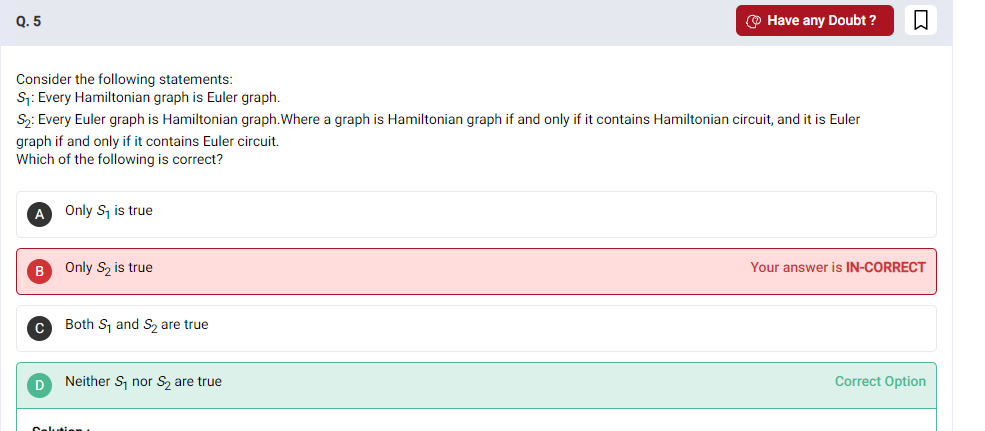 Q. 5
Have any Doubt ?
Consider the following statements:
S1: Every Hamiltonian graph is Euler graph.
S2: Every Euler graph is Hamiltonian graph.Where a graph is Hamiltonian graph if and only if it contains Hamiltonian circuit, and it is Euler
graph if and only if it contains Euler circuit.
Which of the following is correct?
A Only S1 is true
B Only S2 is true Your answer is IN-CORRECT
C Both S1 and S2 are true
D Neither S1 nor S2 are true Correct Option
Solution :